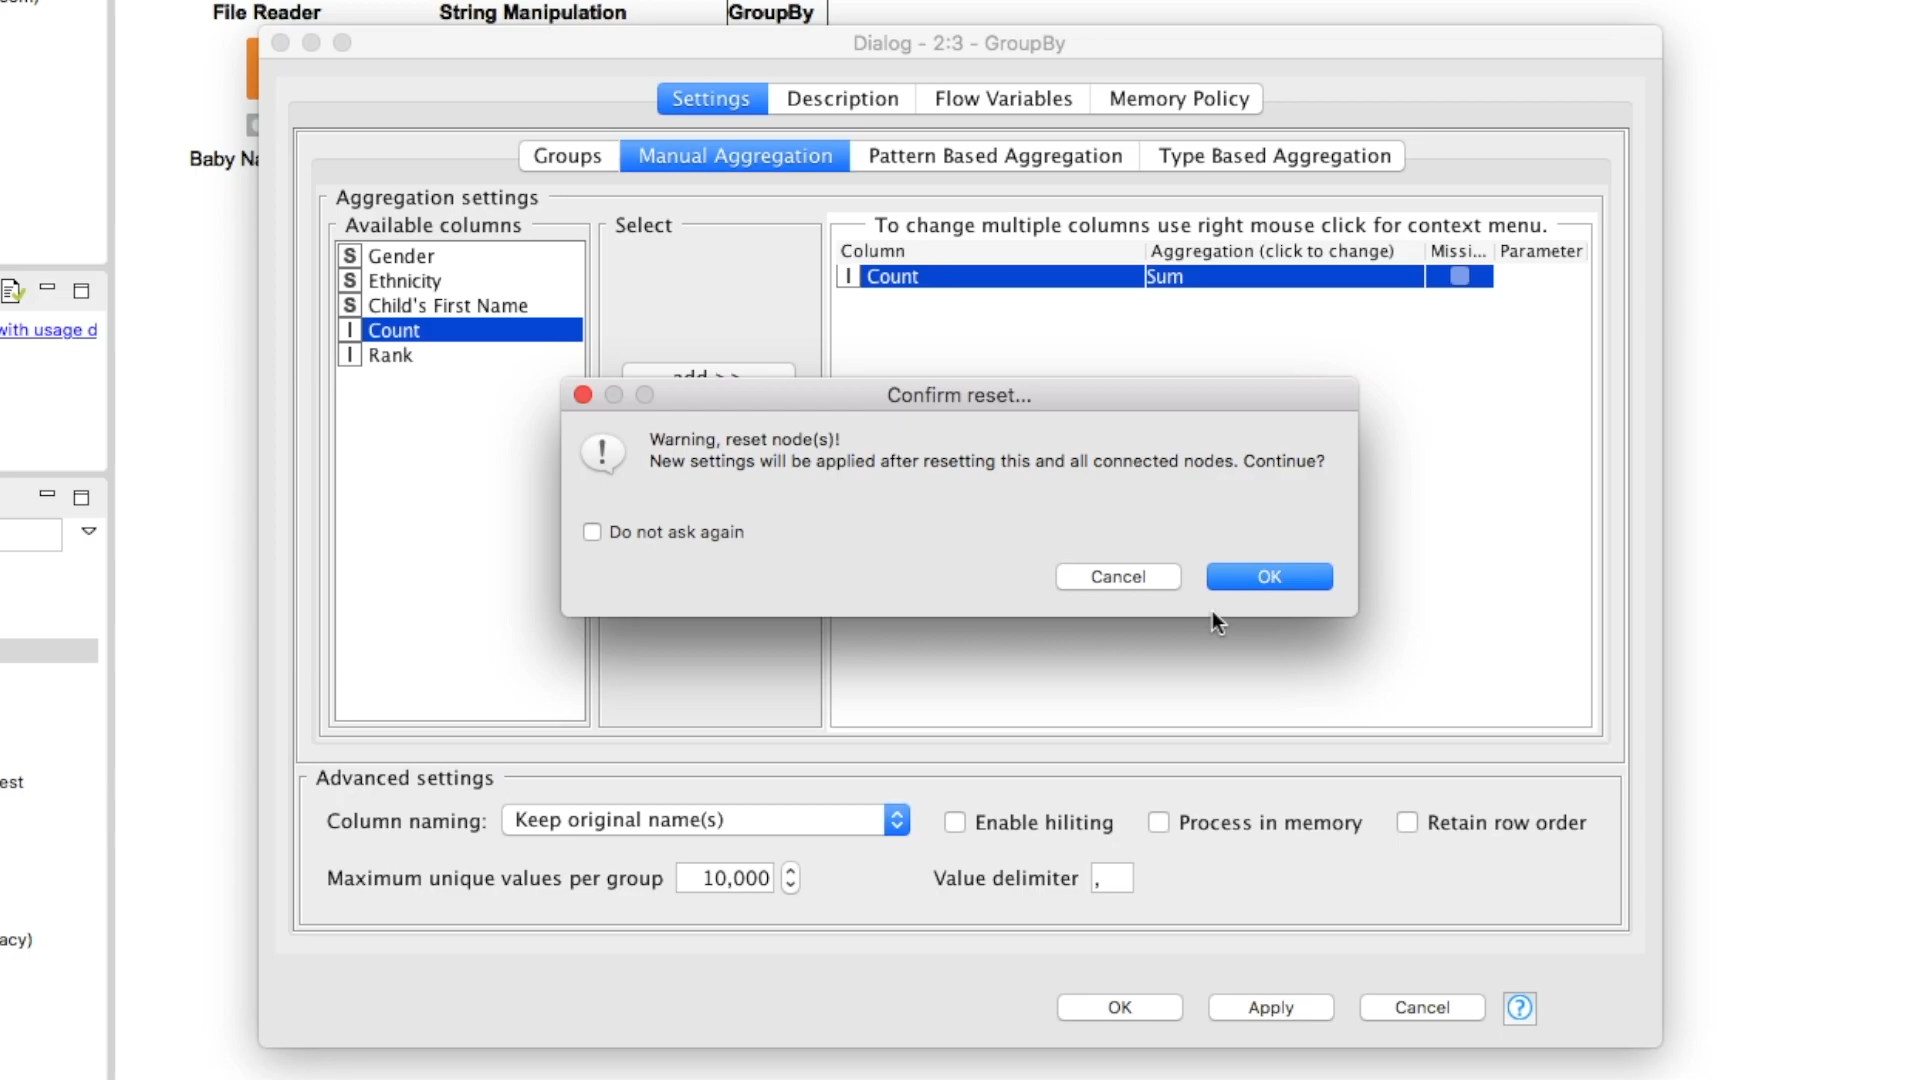 File Reader String Manipulation GroupBy
Dialog - 2:3 - GroupBy
Settings Description Flow Variables Memory Policy
Groups Manual Aggregation Pattern Based Aggregation Type Based Aggregation
Baby Na
Aggregation settings
Available columns Select To change multiple columns use right mouse click for context menu.
Column Aggregation (click to change) Missi... Parameter
S Gender
I Count Sum
S Ethnicity
S Child's First Name
I Count
with usage d
I Rank
add >>
Confirm reset...
Warning, reset node(s)!
New settings will be applied after resetting this and all connected nodes. Continue?
Do not ask again
Cancel OK
est
Advanced settings
Column naming: Keep original name(s) Enable hiliting Process in memory Retain row order
Maximum unique values per group 10,000 Value delimiter ,
acy)
OK Apply Cancel ?